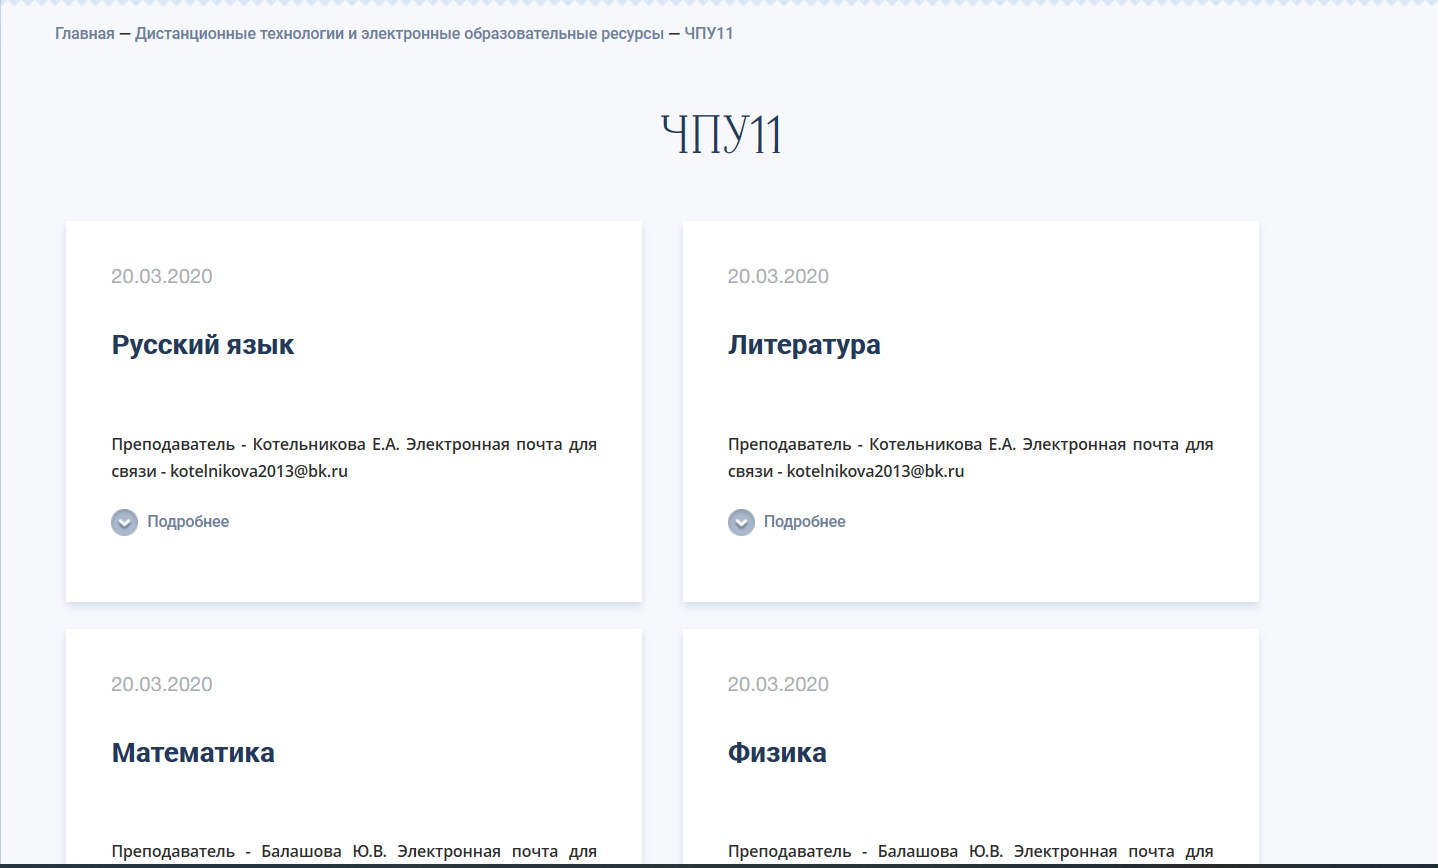 Главная — Дистанционные технологии и электронные образовательные ресурсы — ЧПУ11
ЧПУ11
20.03.2020
Русский язык
Преподаватель - Котельникова Е.А. Электронная почта для
связи - kotelnikova2013@bk.ru
Подробнее
20.03.2020
Литература
Преподаватель - Котельникова Е.А. Электронная почта для
связи - kotelnikova2013@bk.ru
Подробнее
20.03.2020
Математика
Преподаватель - Балашова Ю.В. Электронная почта для
20.03.2020
Физика
Преподаватель - Балашова Ю.В. Электронная почта для